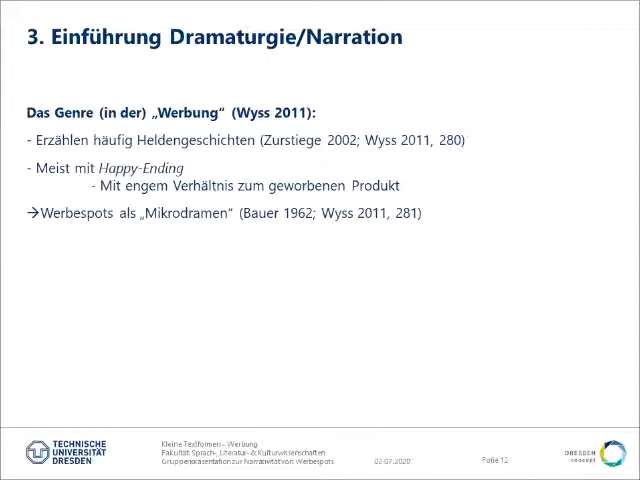 3. Einführung Dramaturgie/Narration
Das Genre (in der) „Werbung“ (Wyss 2011):
- Erzählen häufig Heldengeschichten (Zurstiege 2002; Wyss 2011, 280)
- Meist mit Happy-Ending
- Mit engem Verhältnis zum geworbenen Produkt
→Werbespots als „Mikrodramen“ (Bauer 1962; Wyss 2011, 281)
TECHNISCHE
UNIVERSITÄT
DRESDEN
Kleine Textformen - Werbung
Fakultät Sprach-, Literatur- & Kulturwissenschaften
Gruppenpräsentation zur Narrativität von Werbespots
03.07.2020
Folie 12
DRESDEN
concept